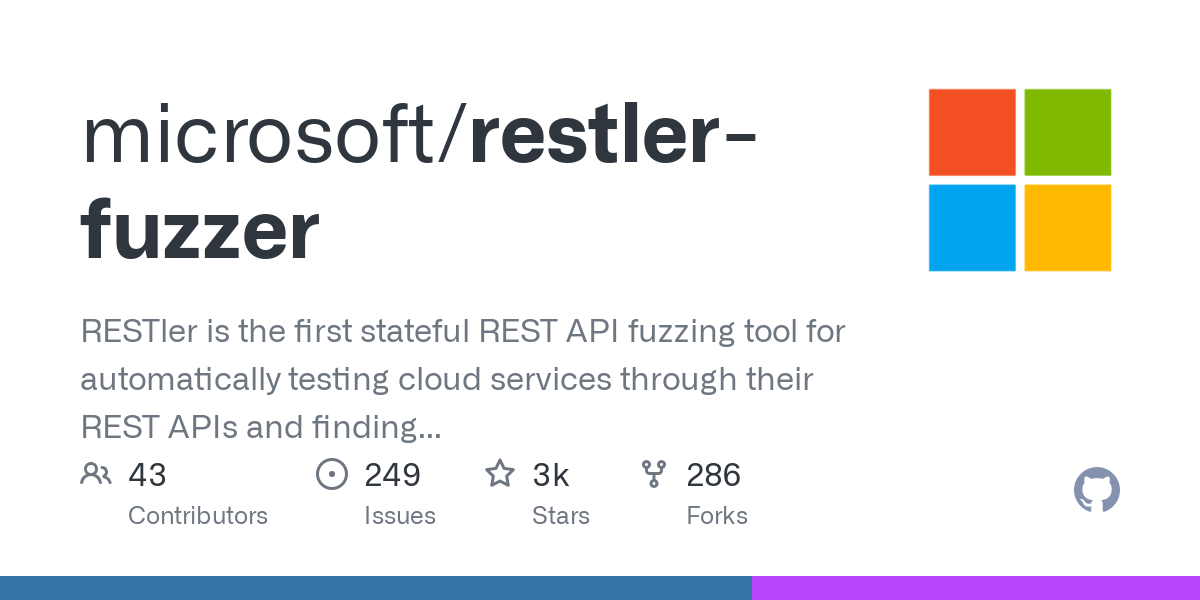 microsoft/restler-
fuzzer
RESTler is the first stateful REST API fuzzing tool for
automatically testing cloud services through their
REST APIs and finding...
43 249 3k 286
Contributors Issues Stars Forks